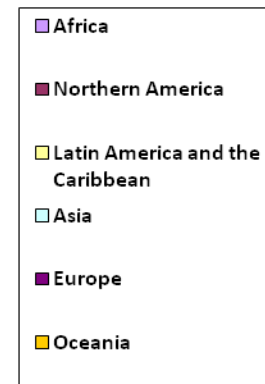 Africa
Northern America
Latin America and the
Caribbean
Asia
Europe
Oceania